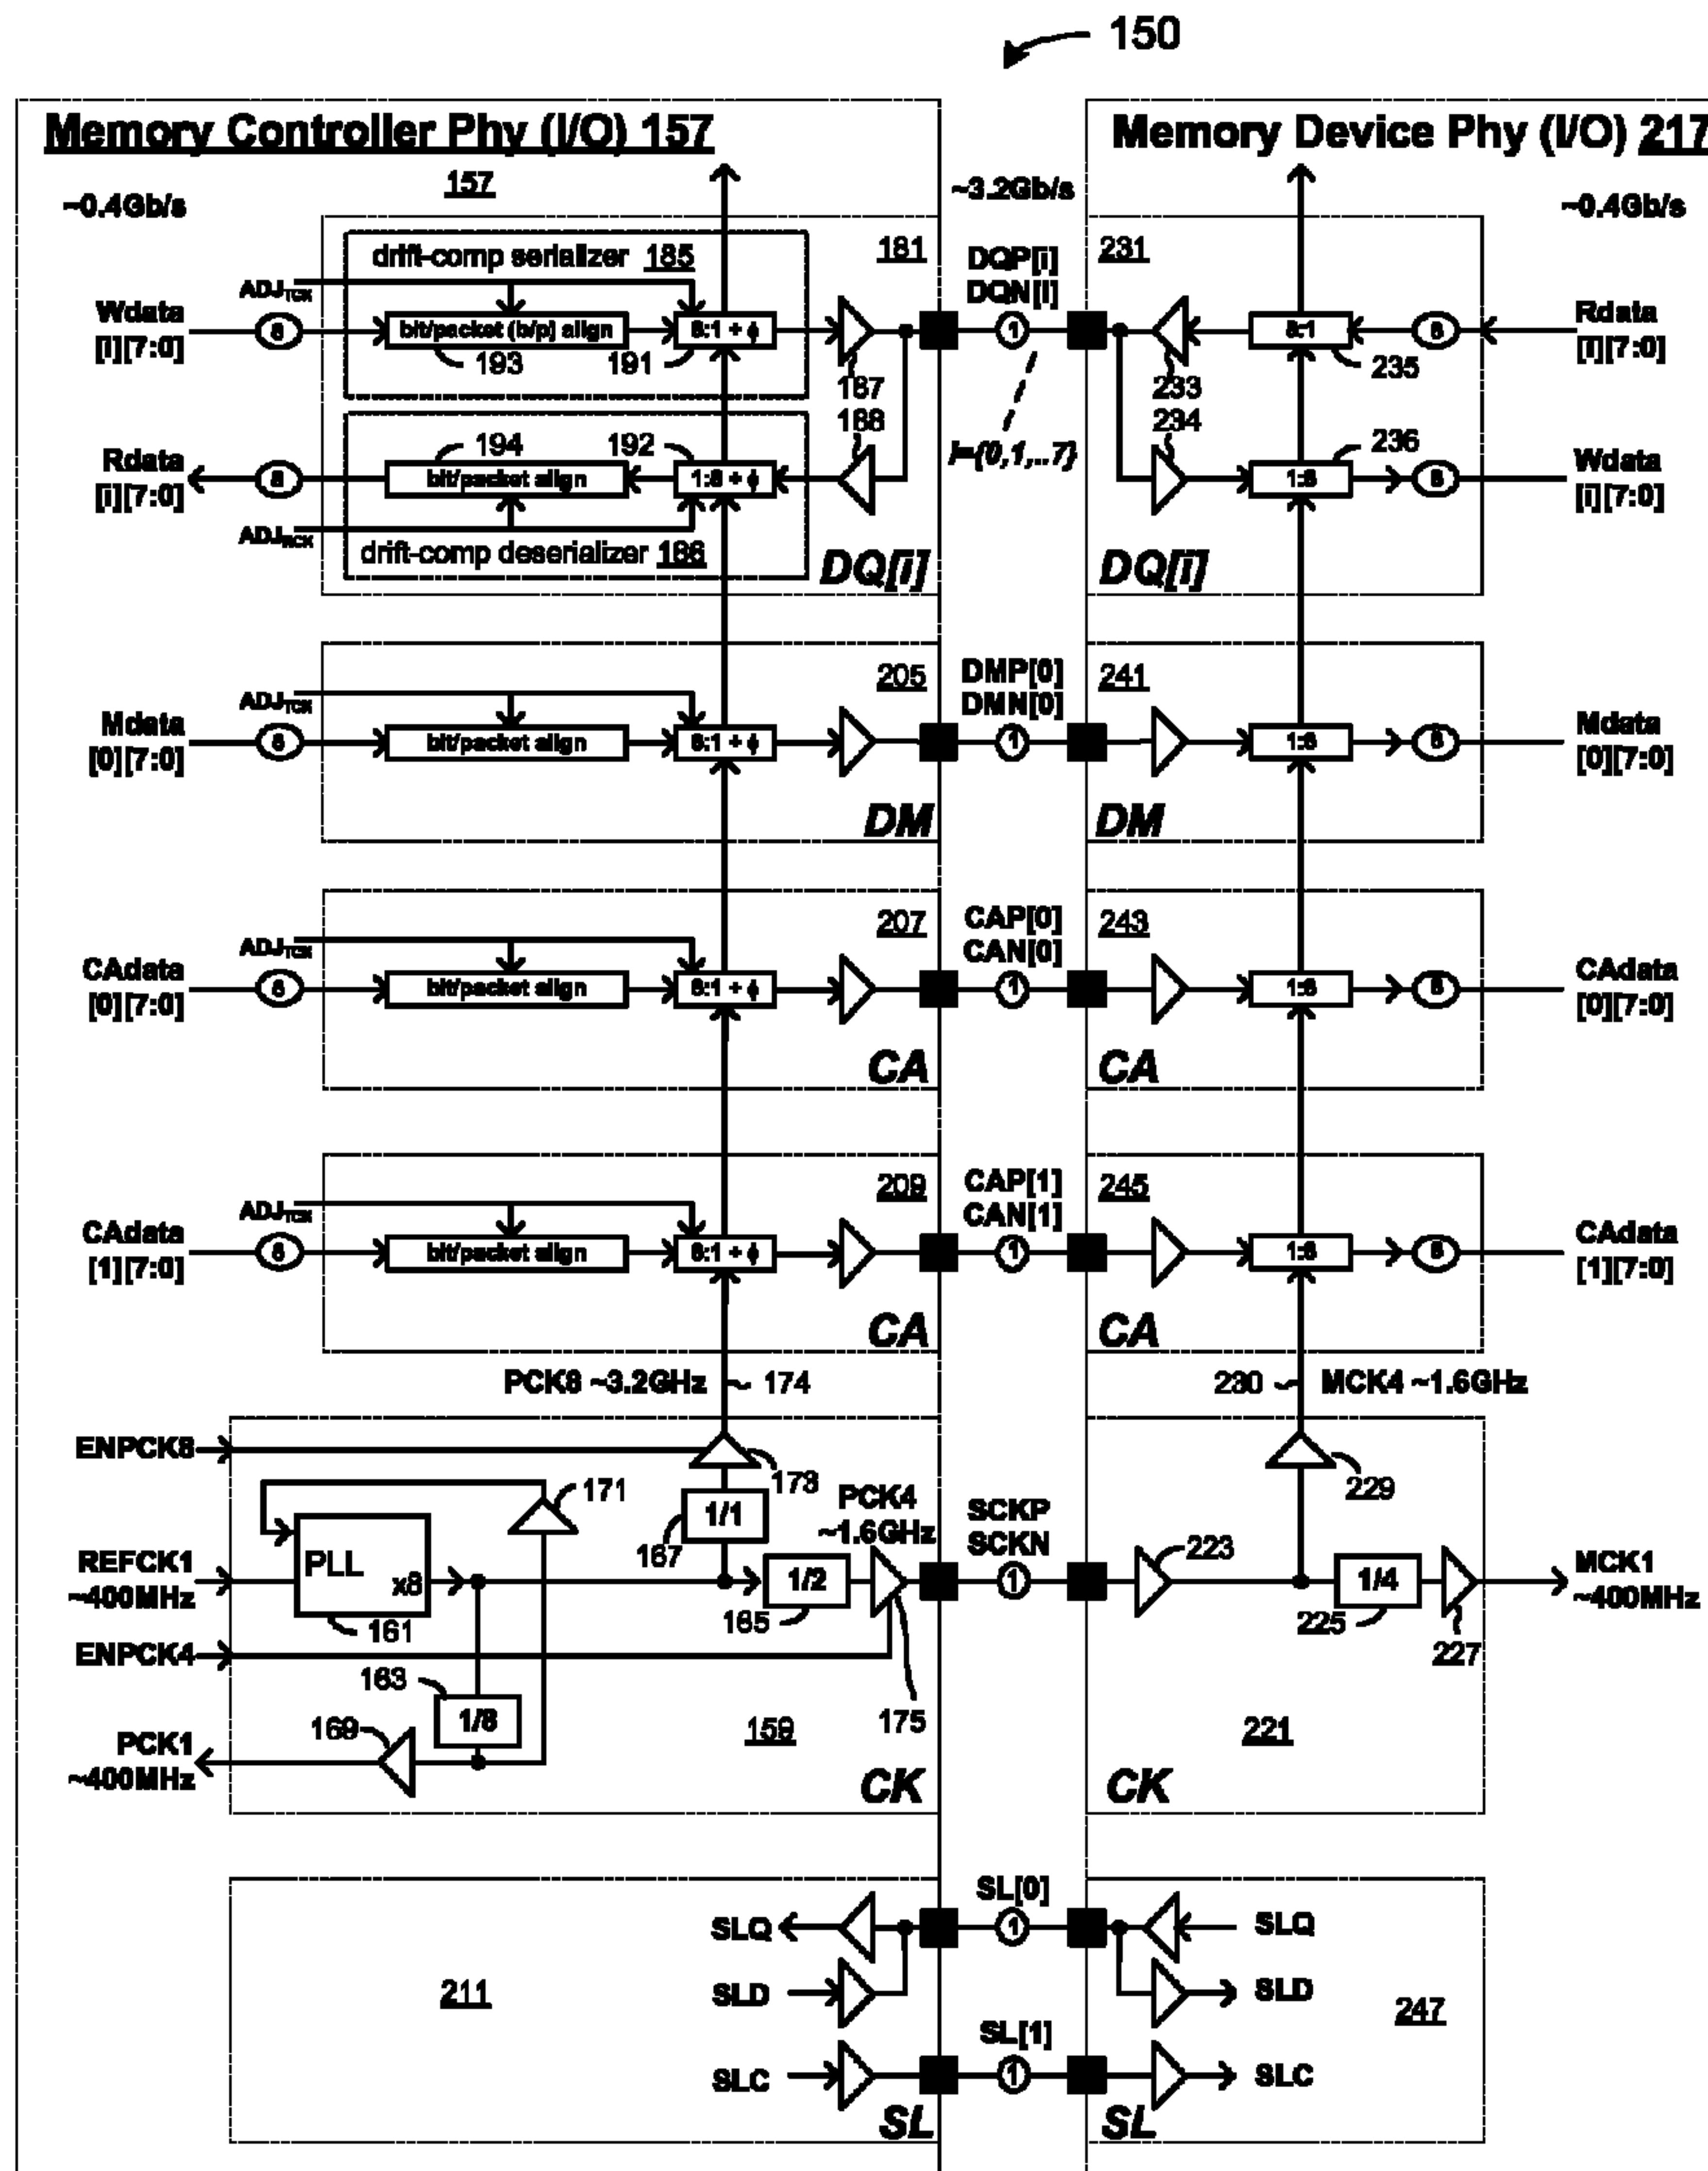 150
Memory Controller Phy (I/O) 157
Memory Device Phy (I/O) 217
~0.4Gb/s
157
~3.2Gb/s
~0.4Gb/s
drift-comp serializer 185
181
DQP[i]
DQN[i]
231
ADJTCK
Wdata
[i][7:0]
8
bit/packet (b/p) align
8:1 + ϕ
193
191
187
1
233
8:1
235
8
Rdata
[i][7:0]
188
234
i={0,1,..7}
194
192
236
Rdata
[i][7:0]
8
bit/packet align
1:8 + ϕ
1:8
8
Wdata
[i][7:0]
ADJRCK
drift-comp deserializer 186
DQ[i]
DQ[i]
205
DMP[0]
DMN[0]
241
ADJTCK
Mdata
[0][7:0]
8
bit/packet align
8:1 + ϕ
1
1:8
8
Mdata
[0][7:0]
DM
DM
207
CAP[0]
CAN[0]
243
ADJTCK
CAdata
[0][7:0]
8
bit/packet align
8:1 + ϕ
1
1:8
8
CAdata
[0][7:0]
CA
CA
209
CAP[1]
CAN[1]
245
ADJTCK
CAdata
[1][7:0]
8
bit/packet align
8:1 + ϕ
1
1:8
8
CAdata
[1][7:0]
CA
CA
PCK8 ~3.2GHz
174
230
MCK4 ~1.6GHz
ENPCK8
171
173
229
1/1
167
PCK4
~1.6GHz
SCKP
SCKN
223
REFCK1
~400MHz
PLL
x8
161
1/2
165
1
1/4
225
227
MCK1
~400MHz
ENPCK4
163
1/8
169
159
175
221
PCK1
~400MHz
CK
CK
SL[0]
SLQ
1
SLQ
SLD
SLD
211
247
SL[1]
SLC
1
SLC
SL
SL